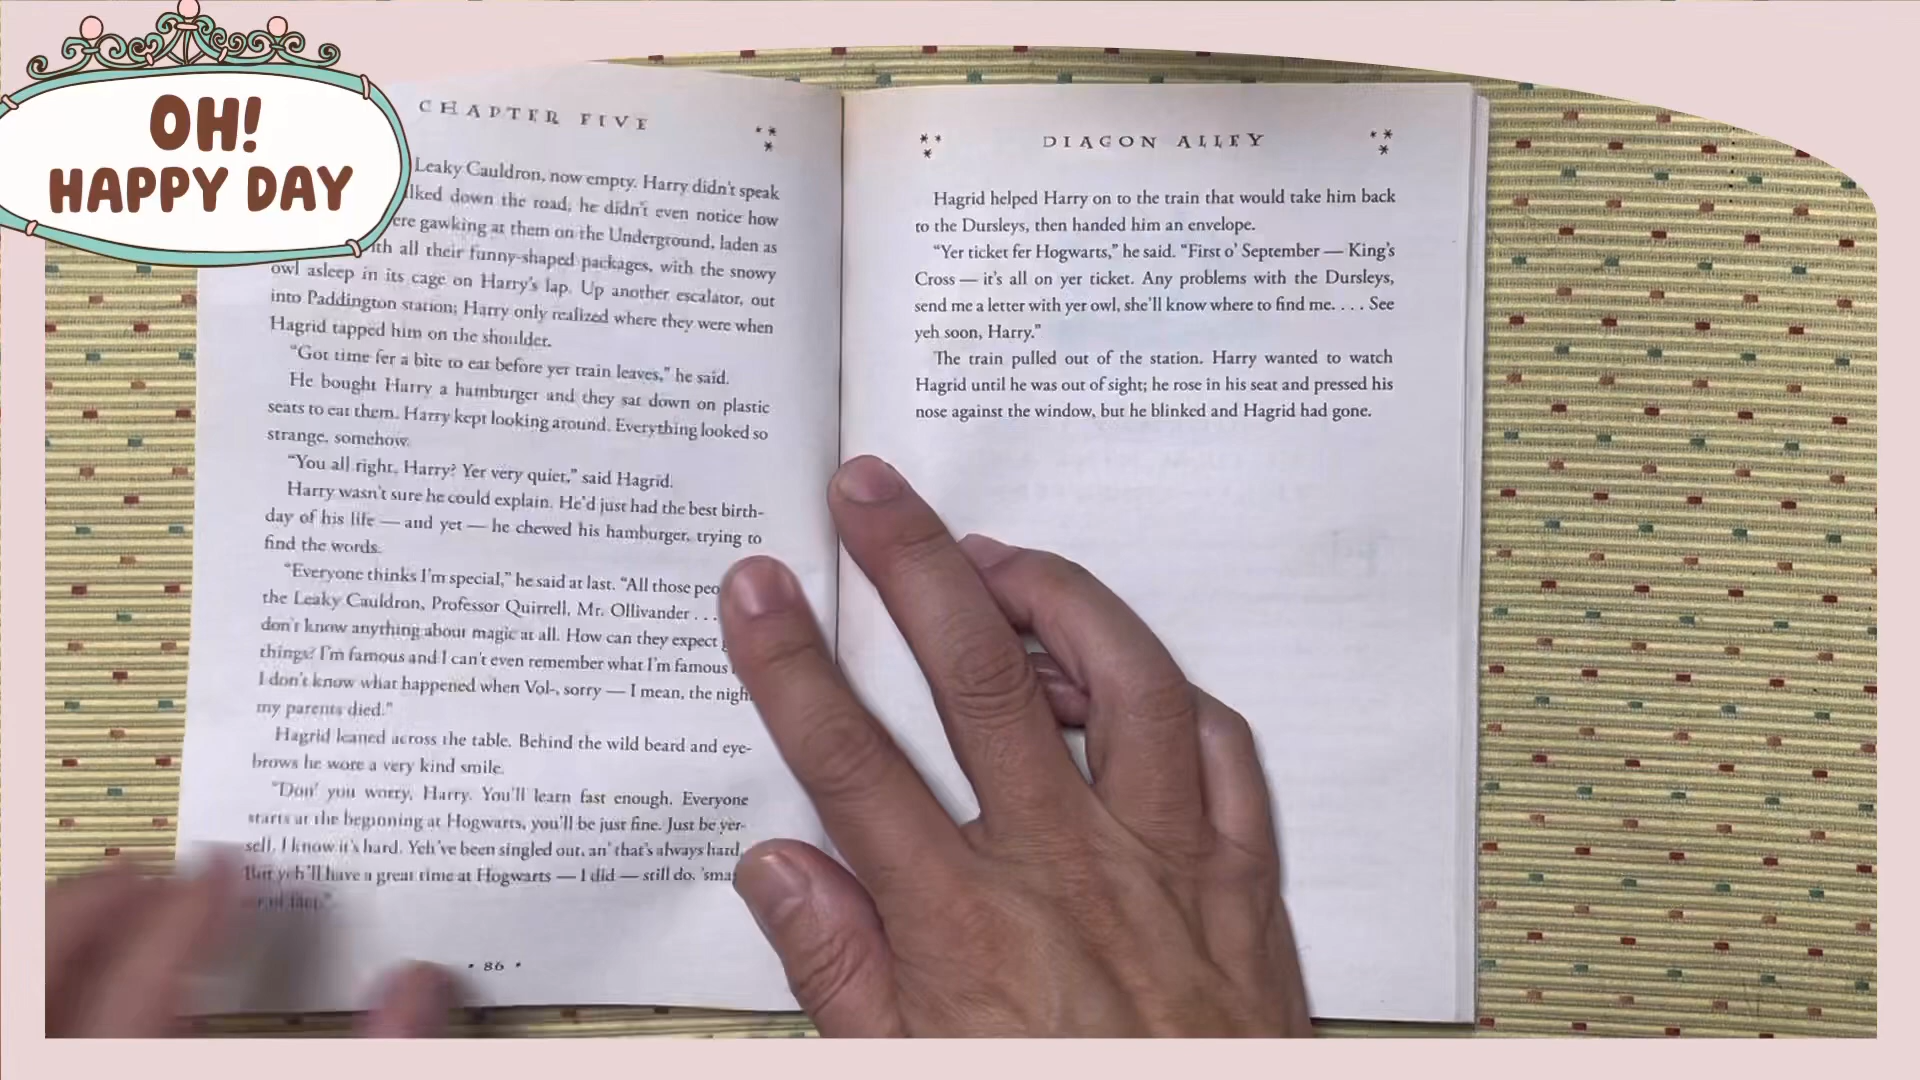 OH!
HAPPY DAY
CHAPTER FIVE
Leaky Cauldron, now empty. Harry didn't speak
lked down the road; he didn't even notice how
ere gawking at them on the Underground, laden as
ith all their funny-shaped packages, with the snowy
owl asleep in its cage on Harry's lap. Up another escalator, out
into Paddington station; Harry only realized where they were when
Hagrid tapped him on the shoulder.
"Got time fer a bite to eat before yer train leaves," he said.
He bought Harry a hamburger and they sat down on plastic
seats to eat them. Harry kept looking around. Everything looked so
strange, somehow.
"You all right, Harry? Yer very quiet," said Hagrid.
Harry wasn't sure he could explain. He'd just had the best birth-
day of his life — and yet — he chewed his hamburger, trying to
find the words.
"Everyone thinks I'm special," he said at last. "All those peo
the Leaky Cauldron, Professor Quirrell, Mr. Ollivander . . .
don't know anything about magic at all. How can they expect
things? I'm famous and I can't even remember what I'm famous
I don't know what happened when Vol-, sorry — I mean, the nigh
my parents died."
Hagrid leaned across the table. Behind the wild beard and eye-
brows he wore a very kind smile.
"Don' you worry, Harry. You'll learn fast enough. Everyone
starts at the beginning at Hogwarts, you'll be just fine. Just be yer-
self. I know it's hard. Yeh've been singled out, an' that's always hard.
But yeh'll have a great time at Hogwarts — I did — still do, 'smat
• 86 •
DIAGON ALLEY
Hagrid helped Harry on to the train that would take him back
to the Dursleys, then handed him an envelope.
"Yer ticket fer Hogwarts," he said. "First o' September — King's
Cross — it's all on yer ticket. Any problems with the Dursleys,
send me a letter with yer owl, she'll know where to find me. . . . See
yeh soon, Harry."
The train pulled out of the station. Harry wanted to watch
Hagrid until he was out of sight; he rose in his seat and pressed his
nose against the window, but he blinked and Hagrid had gone.